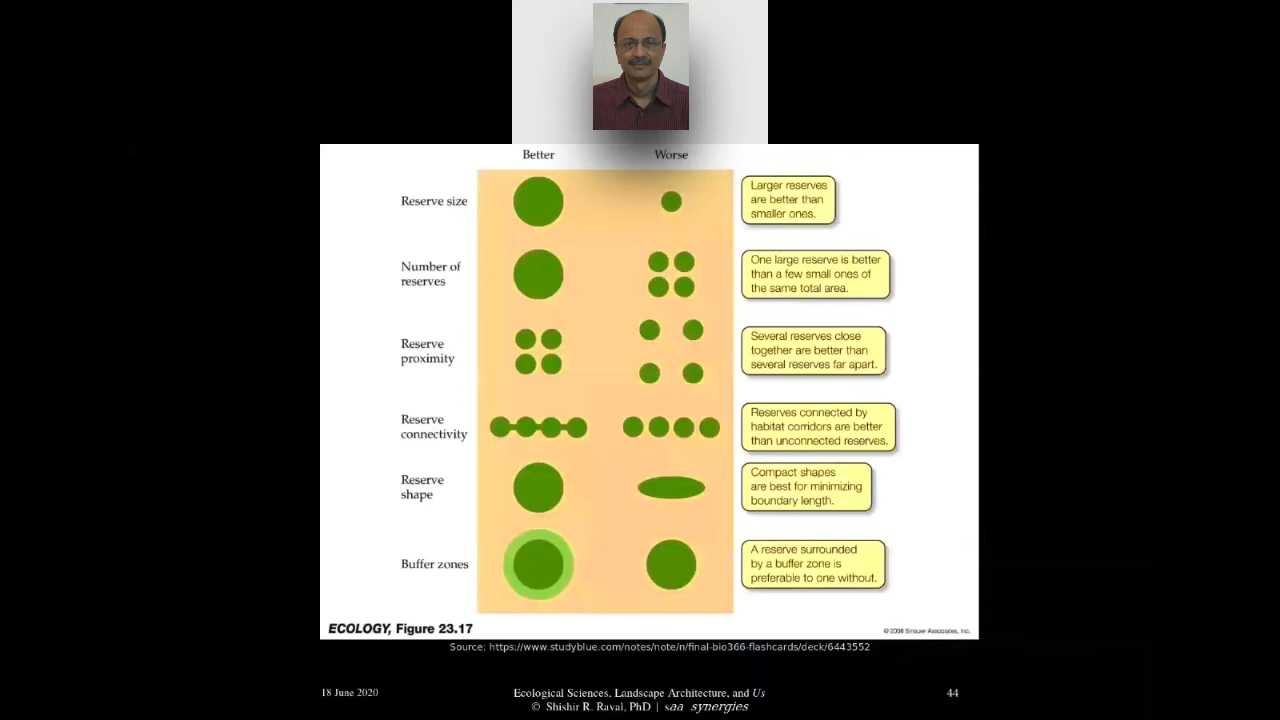 Better Worse
Reserve size
Larger reserves
are better than
smaller ones.
Number of
reserves
One large reserve is better
than a few small ones of
the same total area.
Reserve
proximity
Several reserves close
together are better than
several reserves far apart.
Reserve
connectivity
Reserves connected by
habitat corridors are better
than unconnected reserves.
Reserve
shape
Compact shapes
are best for minimizing
boundary length.
Buffer zones
A reserve surrounded
by a buffer zone is
preferable to one without.
ECOLOGY, Figure 23.17
© 2008 Sinauer Associates, Inc.
Source: https://www.studyblue.com/notes/note/n/final-bio366-flashcards/deck/6443552
18 June 2020
Ecological Sciences, Landscape Architecture, and Us
© Shishir R. Raval, PhD | saa synergies
44